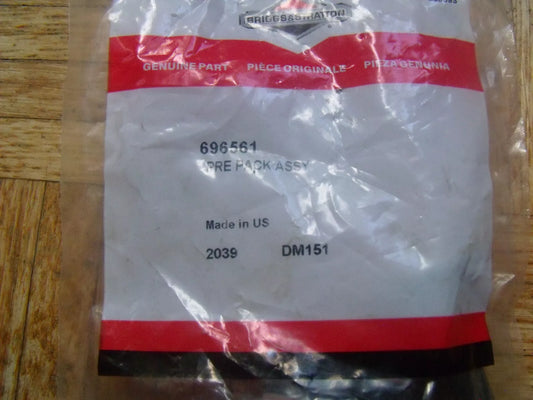 BRIGGS&STRATTON
GENUINE PART PIÈCE ORIGINALE PIEZA GENUINA
696561
PRE PACK ASSY
Made in US
2039 DM151